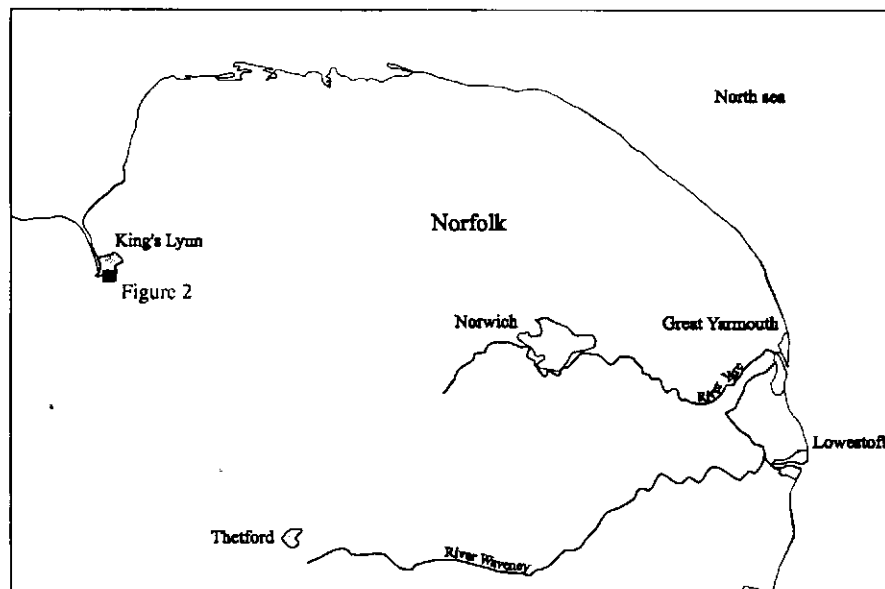 North sea
Norfolk
King's Lynn
Figure 2
Norwich
Great Yarmouth
River Yare
Lowestoft
Thetford
River Waveney